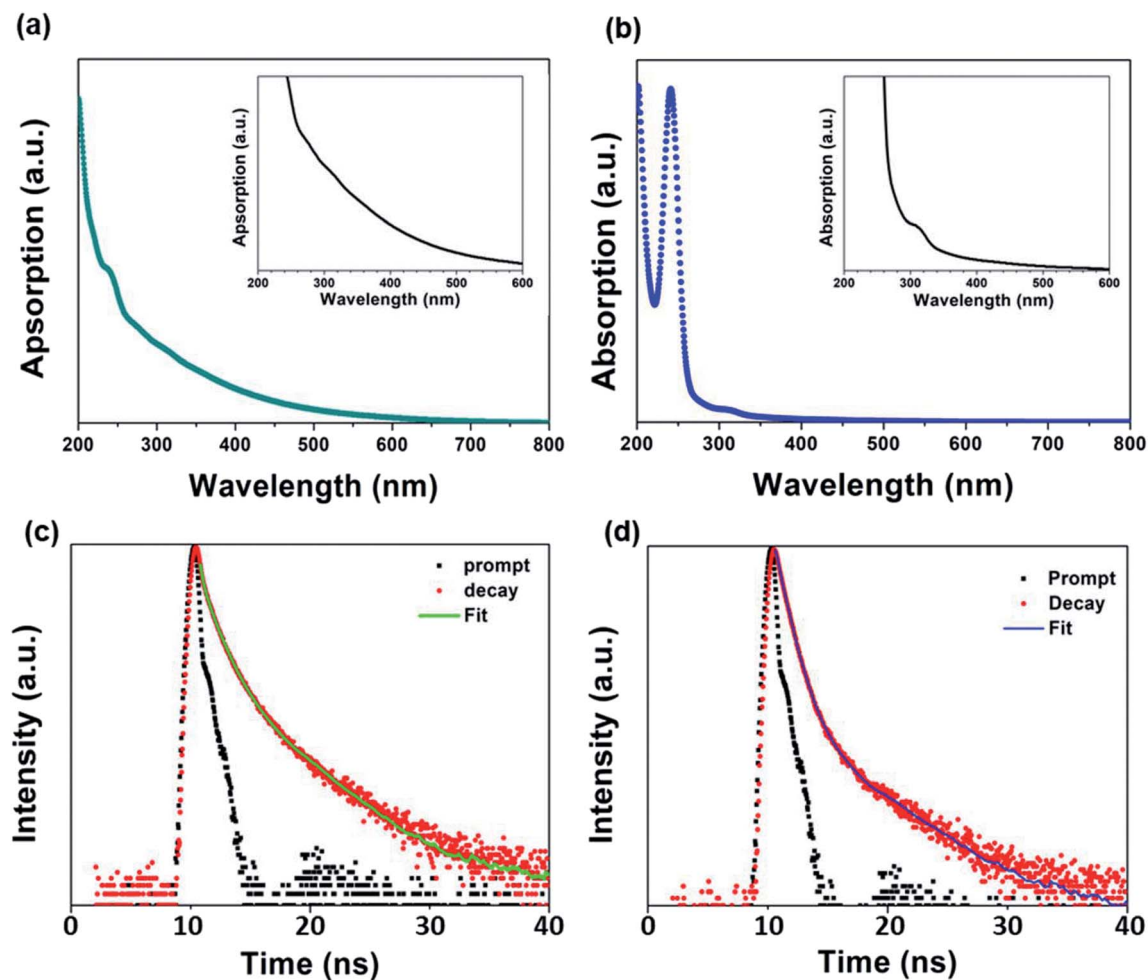 (a)
Apsorption (a.u.)
Apsorption (a.u.)
200 300 400 500 600
Wavelength (nm)
200 300 400 500 600 700 800
Wavelength (nm)
(b)
Absorption (a.u.)
Absorption (a.u.)
200 300 400 500 600
Wavelength (nm)
200 300 400 500 600 700 800
Wavelength (nm)
(c)
Intensity (a.u.)
prompt
decay
Fit
0 10 20 30 40
Time (ns)
(d)
Intensity (a.u.)
Prompt
Decay
Fit
0 10 20 30 40
Time (ns)